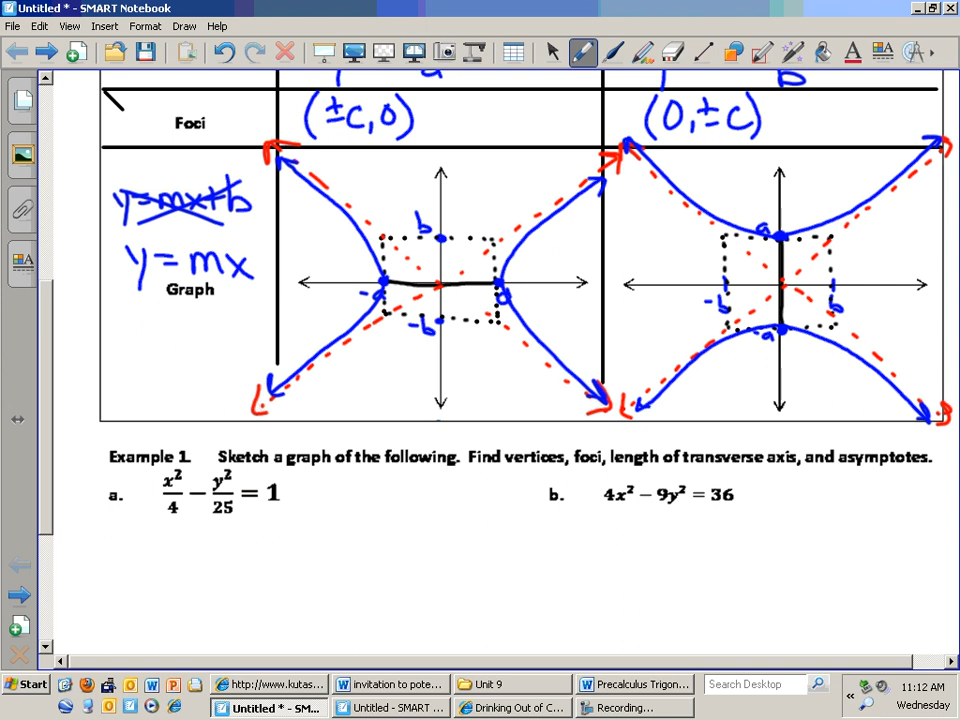 Untitled * - SMART Notebook
File Edit View Insert Format Draw Help
Foci
(±c,0)
(0,±c)
y=mx+b
y = mx
Graph
b
-a
a
-b
a
-b
b
-a
Example 1. Sketch a graph of the following. Find vertices, foci, length of transverse axis, and asymptotes.
a. x²/4 − y²/25 = 1
b. 4x² − 9y² = 36
Start
http://www.kutas...
invitation to pote...
Unit 9
Precalculus Trigon...
Search Desktop
11:12 AM
Untitled * - SM...
Untitled - SMART ...
Drinking Out of C...
Recording...
Wednesday